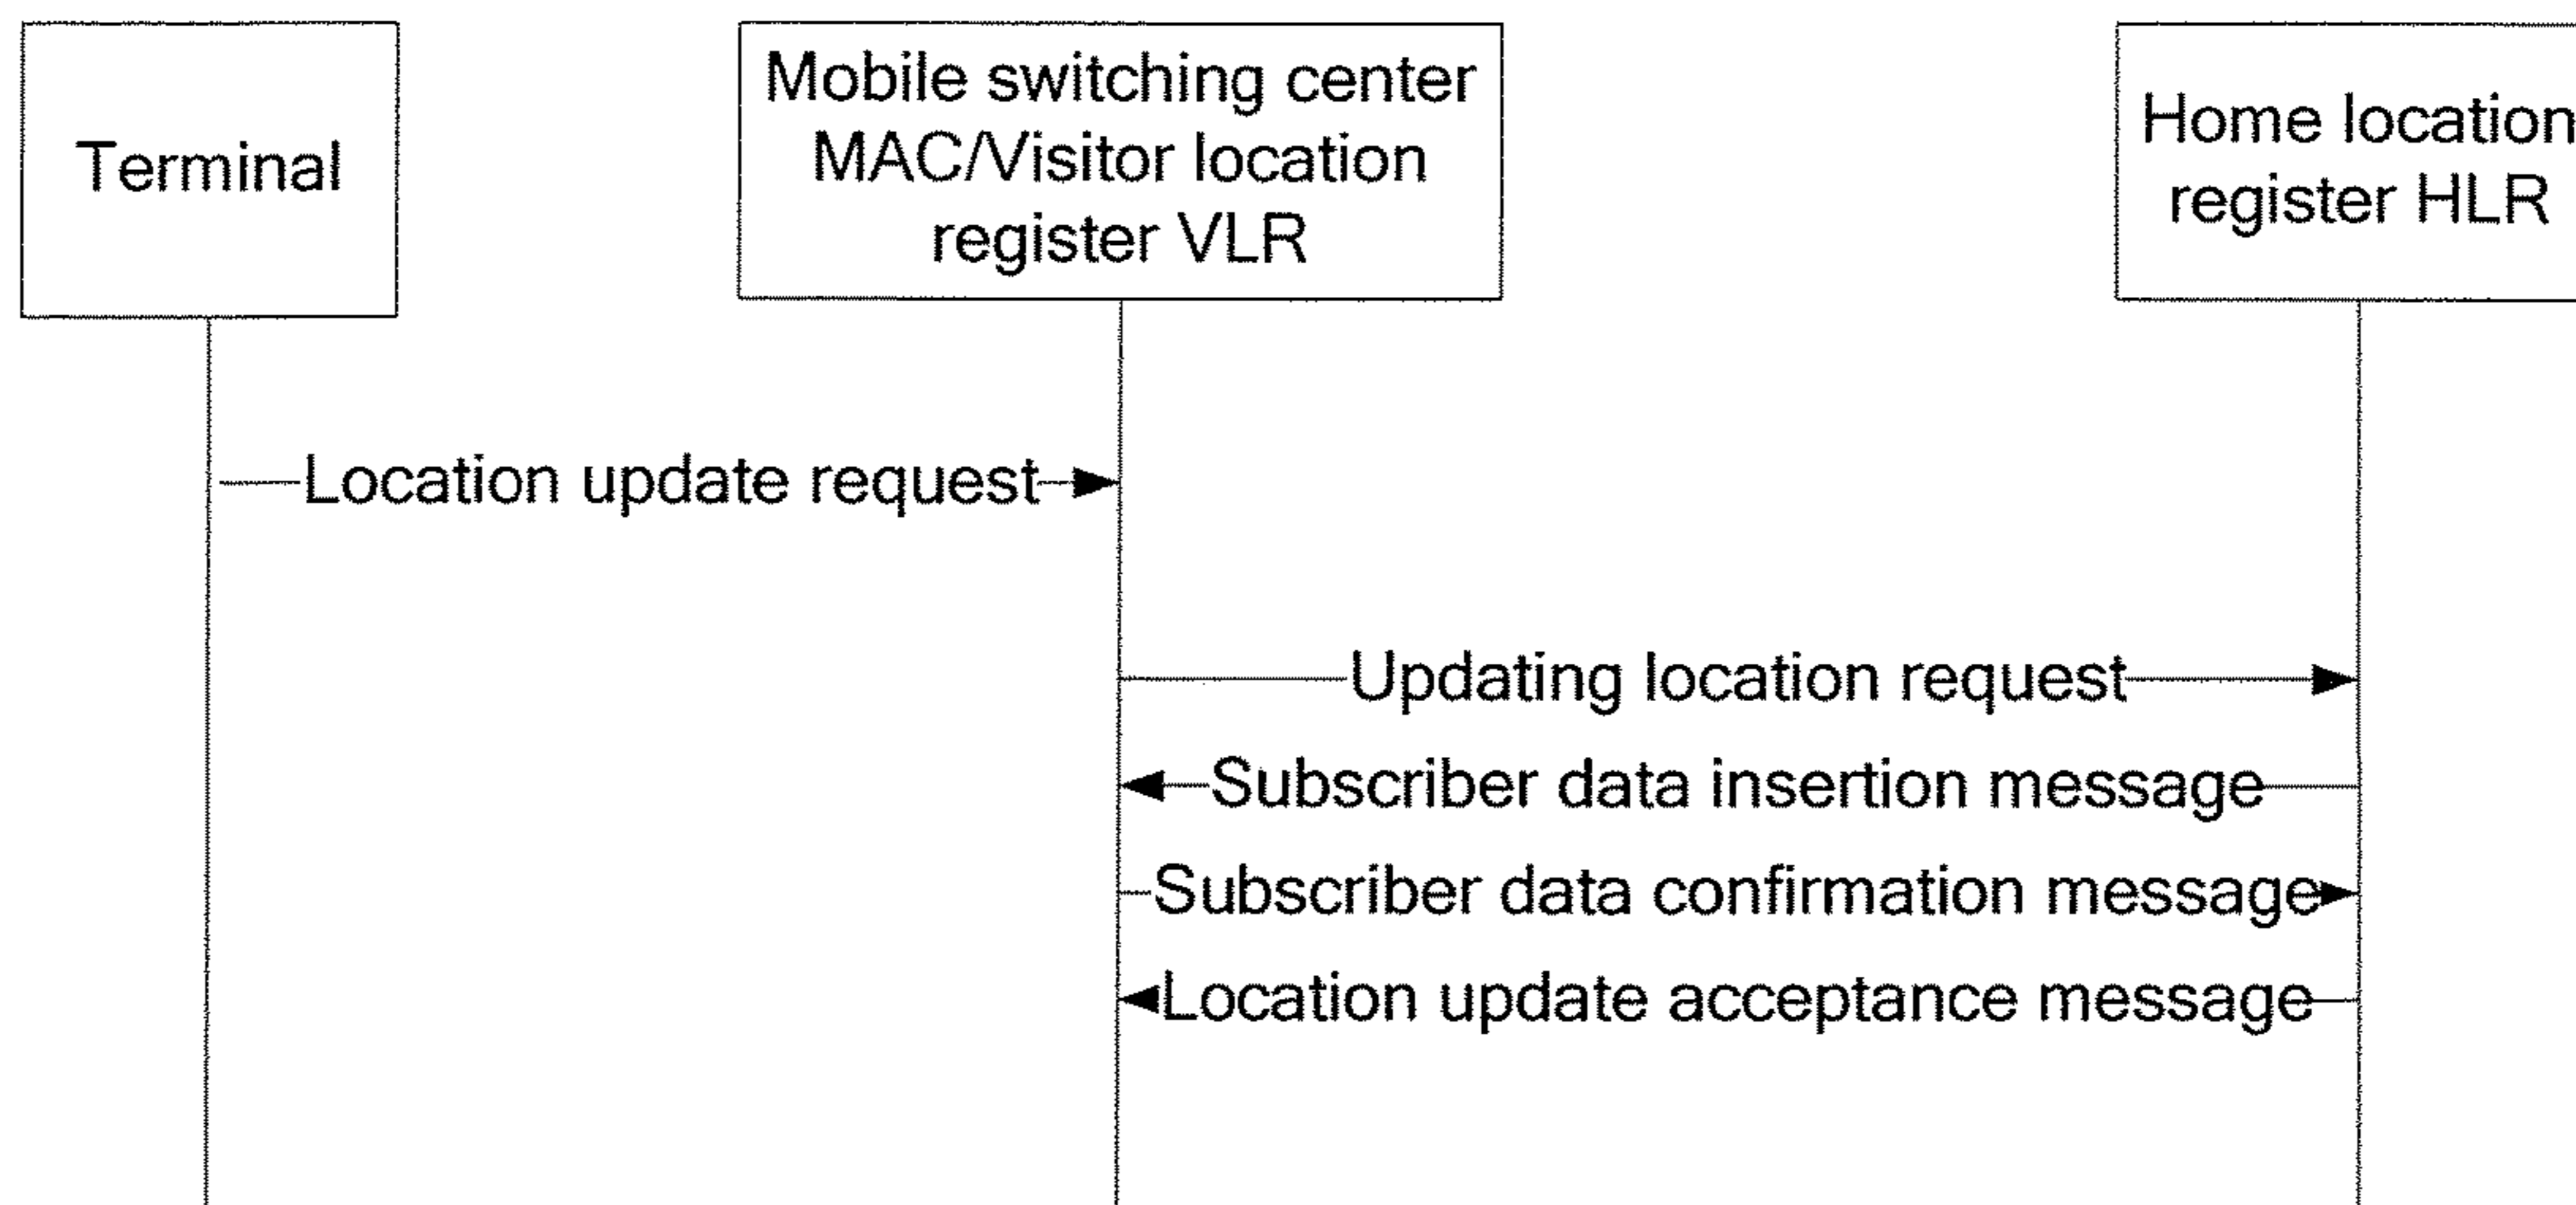 Terminal
Mobile switching center
MAC/Visitor location
register VLR
Home location
register HLR
Location update request
Updating location request
Subscriber data insertion message
Subscriber data confirmation message
Location update acceptance message